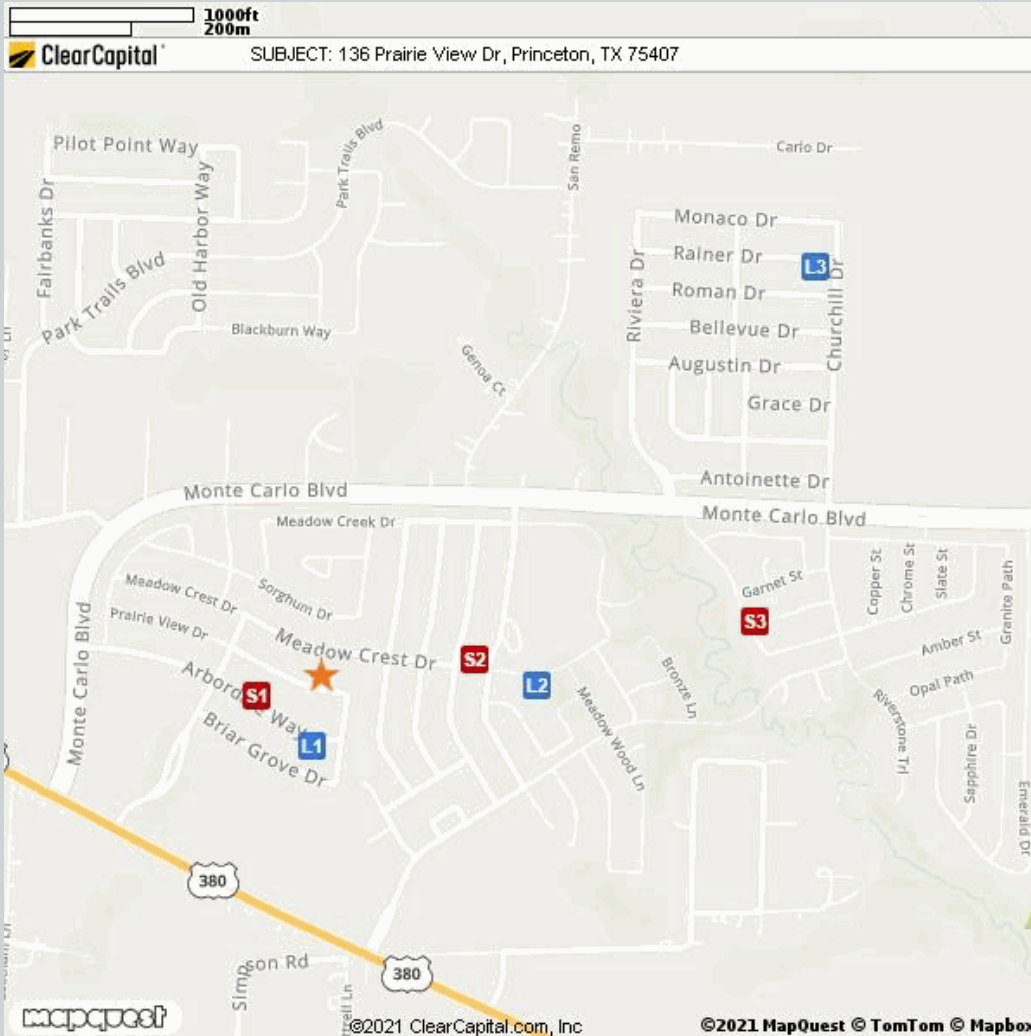 1000ft
200m
ClearCapital
SUBJECT: 136 Prairie View Dr, Princeton, TX 75407
Pilot Point Way
Park Trails Blvd
San Remo
Carlo Dr
Fairbanks Dr
Old Harbor Way
Monaco Dr
Rainer Dr
L3
Park Trails Blvd
Riviera Dr
Roman Dr
Churchill Dr
Blackburn Way
Bellevue Dr
Genoa Ct
Augustin Dr
Grace Dr
Antoinette Dr
Monte Carlo Blvd
Monte Carlo Blvd
Meadow Creek Dr
Copper St
Chrome St
Slate St
Granite Path
Meadow Crest Dr
Sorghum Dr
Garnet St
Prairie View Dr
S3
Monte Carlo Blvd
Meadow Crest Dr
S2
Amber St
Arbordale Way
S1
L2
Bronze Ln
Opal Path
Meadow Wood Ln
Riverstone Trl
Briar Grove Dr
L1
Sapphire Dr
Emerald Dr
380
380
Simpson Rd
mapquest
©2021 ClearCapital.com, Inc
©2021 MapQuest © TomTom © Mapbox